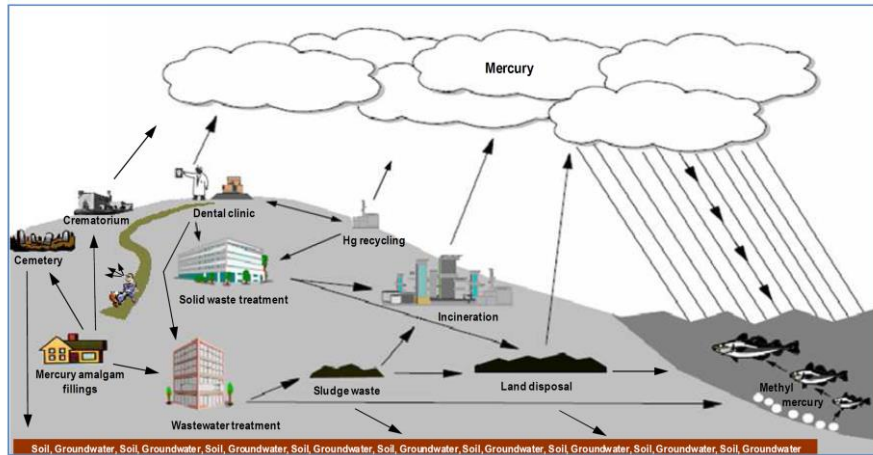 Mercury
Crematorium
Dental clinic
Cemetery
Hg recycling
Solid waste treatment
Incineration
Mercury amalgam
fillings
Sludge waste
Land disposal
Methyl
mercury
Wastewater treatment
Soil, Groundwater, Soil, Groundwater, Soil, Groundwater, Soil, Groundwater, Soil, Groundwater, Soil, Groundwater, Soil, Groundwater, Soil, Groundwater, Soil, Groundwater